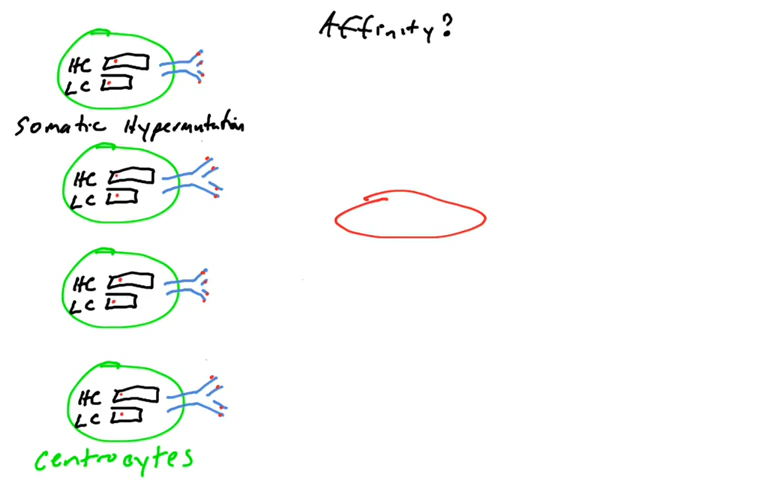 Affinity?
HC
LC
Somatic Hypermutation
HC
LC
HC
LC
HC
LC
Centrocytes